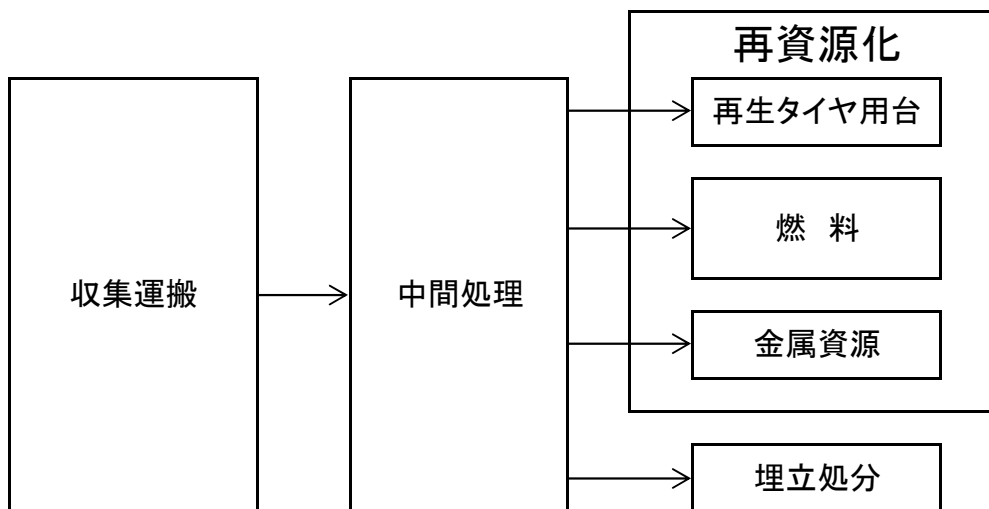 再資源化
再生タイヤ用台
燃 料
収集運搬
中間処理
金属資源
埋立処分